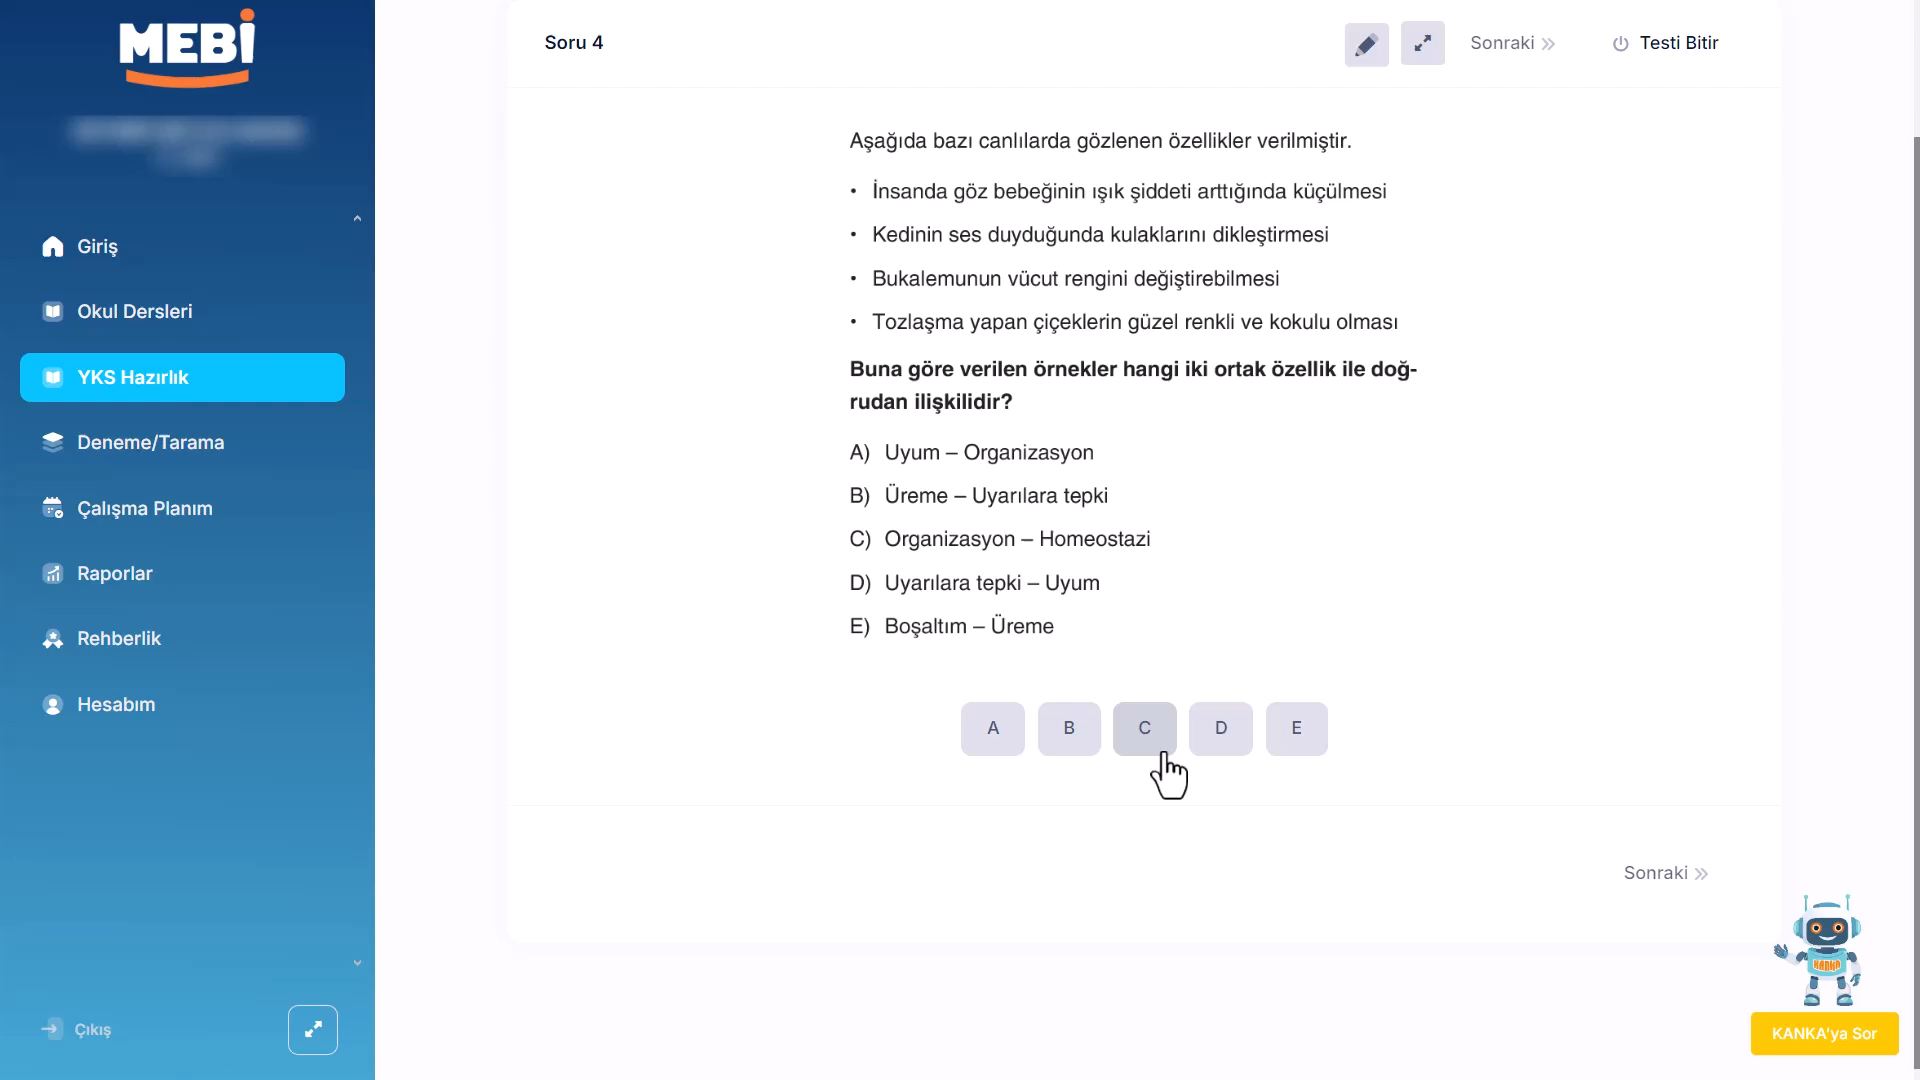 MEBİ
Giriş
Okul Dersleri
YKS Hazırlık
Deneme/Tarama
Çalışma Planım
Raporlar
Rehberlik
Hesabım
Çıkış
Soru 4
Sonraki
Testi Bitir
Aşağıda bazı canlılarda gözlenen özellikler verilmiştir.
• İnsanda göz bebeğinin ışık şiddeti arttığında küçülmesi
• Kedinin ses duyduğunda kulaklarını dikleştirmesi
• Bukalemunun vücut rengini değiştirebilmesi
• Tozlaşma yapan çiçeklerin güzel renkli ve kokulu olması
Buna göre verilen örnekler hangi iki ortak özellik ile doğ-
rudan ilişkilidir?
A) Uyum – Organizasyon
B) Üreme – Uyarılara tepki
C) Organizasyon – Homeostazi
D) Uyarılara tepki – Uyum
E) Boşaltım – Üreme
A B C D E
Sonraki
KANKA
KANKA'ya Sor